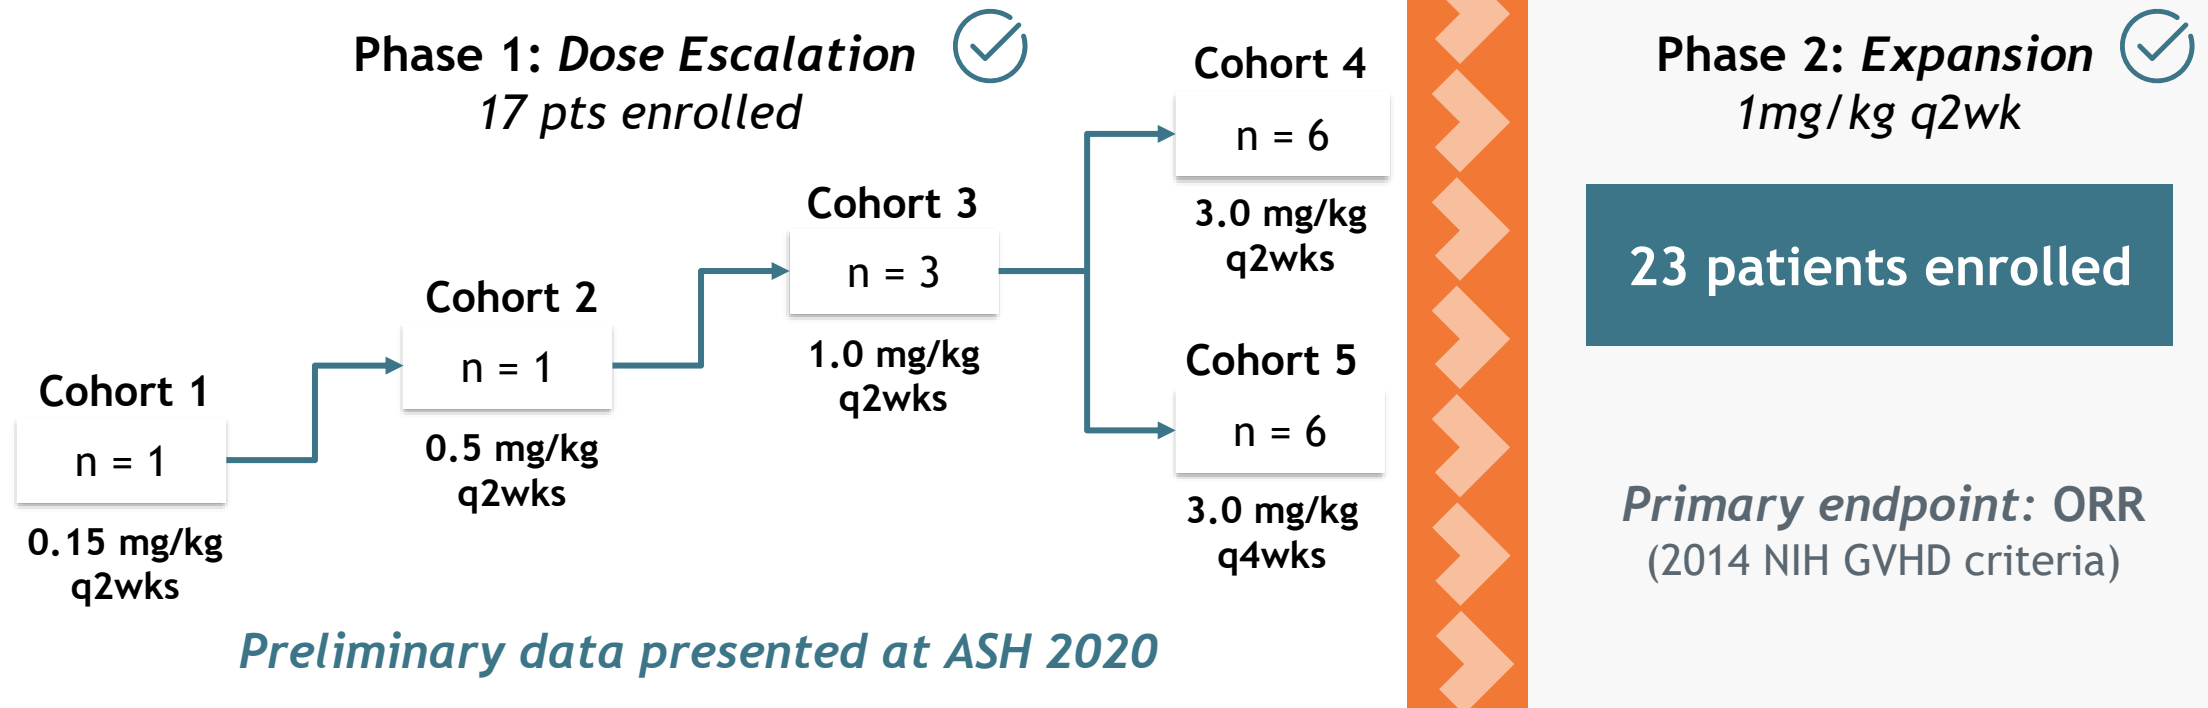 Phase 1: Dose Escalation
17 pts enrolled
Cohort 1
n = 1
0.15 mg/kg
q2wks
Cohort 2
n = 1
0.5 mg/kg
q2wks
Cohort 3
n = 3
1.0 mg/kg
q2wks
Cohort 4
n = 6
3.0 mg/kg
q2wks
Cohort 5
n = 6
3.0 mg/kg
q4wks
Preliminary data presented at ASH 2020
Phase 2: Expansion
1mg/kg q2wk
23 patients enrolled
Primary endpoint: ORR
(2014 NIH GVHD criteria)